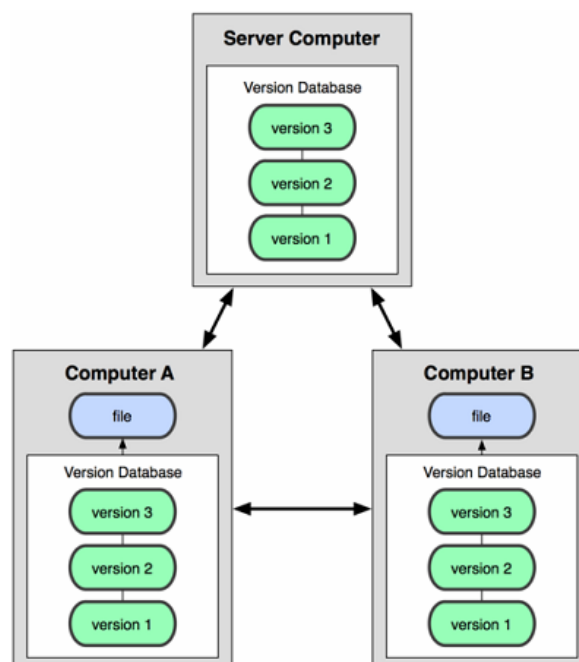 Server Computer
Version Database
version 3
version 2
version 1
Computer A
file
Version Database
version 3
version 2
version 1
Computer B
file
Version Database
version 3
version 2
version 1